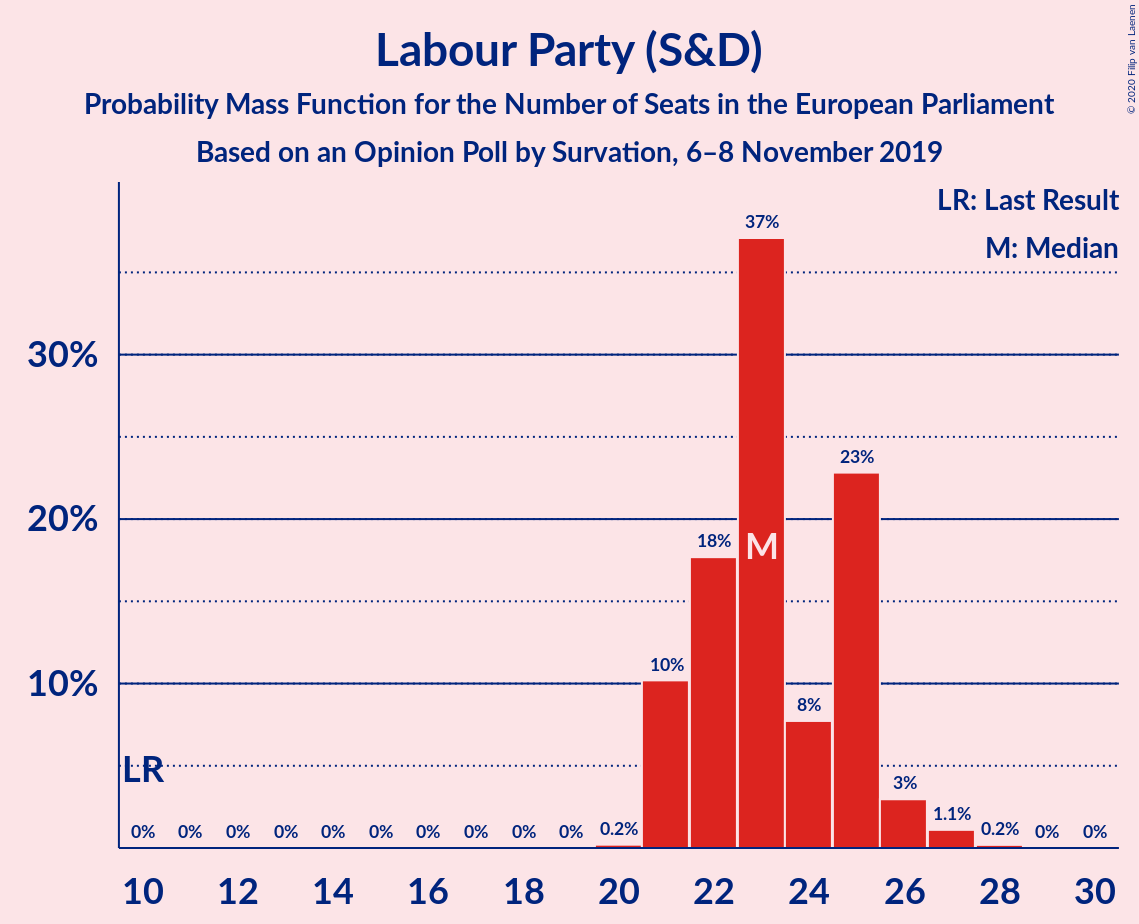 Labour Party (S&D)
Probability Mass Function for the Number of Seats in the European Parliament
Based on an Opinion Poll by Survation, 6–8 November 2019
© 2020 Filip van Laenen
LR: Last Result
M: Median
30%
20%
10%
LR
M
0% 0% 0% 0% 0% 0% 0% 0% 0% 0% 0.2% 10% 18% 37% 8% 23% 3% 1.1% 0.2% 0% 0%
10 12 14 16 18 20 22 24 26 28 30